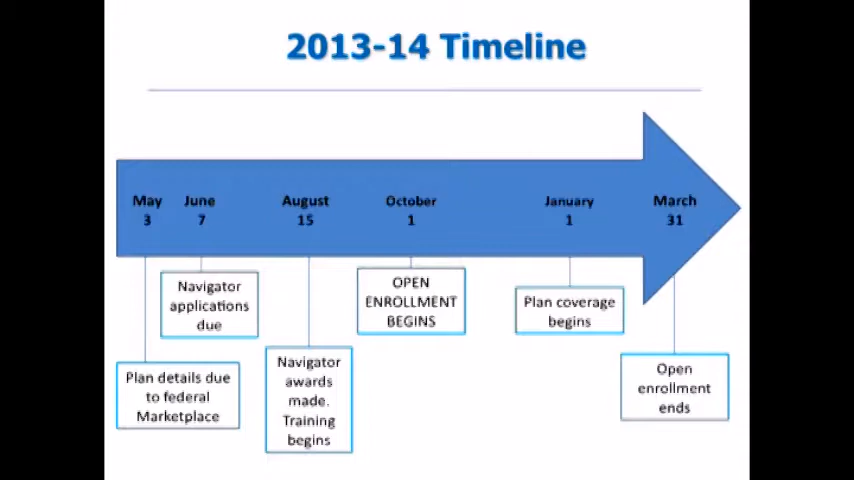 2013-14 Timeline
May June August October January March
3 7 15 1 1 31
Navigator
applications
due
OPEN
ENROLLMENT
BEGINS
Plan coverage
begins
Plan details due
to federal
Marketplace
Navigator
awards
made.
Training
begins
Open
enrollment
ends